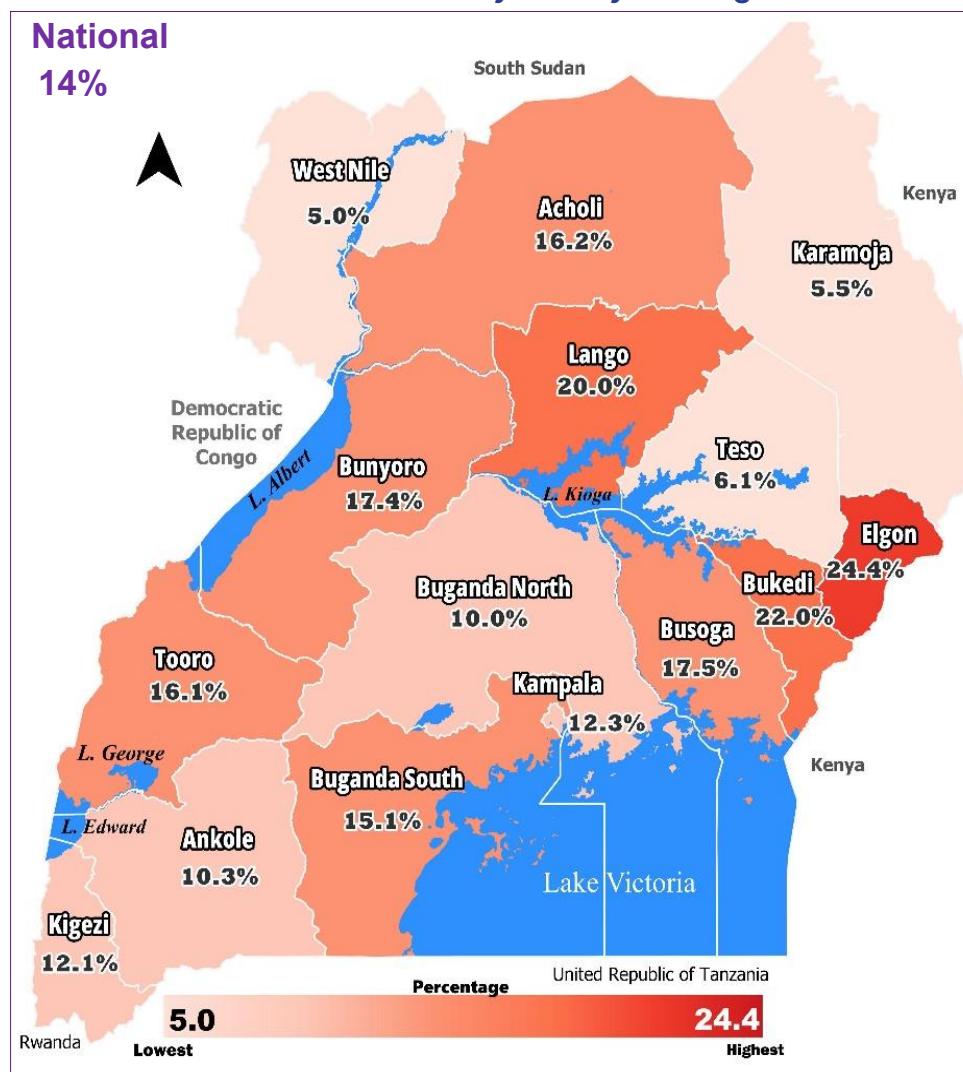 National
14%
South Sudan
West Nile
5.0%
Acholi
16.2%
Kenya
Karamoja
5.5%
Lango
20.0%
Democratic
Republic of
Congo
L. Albert
Bunyoro
17.4%
Teso
6.1%
L. Kioga
Elgon
24.4%
Bukedi
22.0%
Buganda North
10.0%
Busoga
17.5%
Tooro
16.1%
Kampala
12.3%
L. George
Buganda South
15.1%
Kenya
L. Edward
Ankole
10.3%
Lake Victoria
Kigezi
12.1%
United Republic of Tanzania
Percentage
5.0
24.4
Rwanda
Lowest
Highest